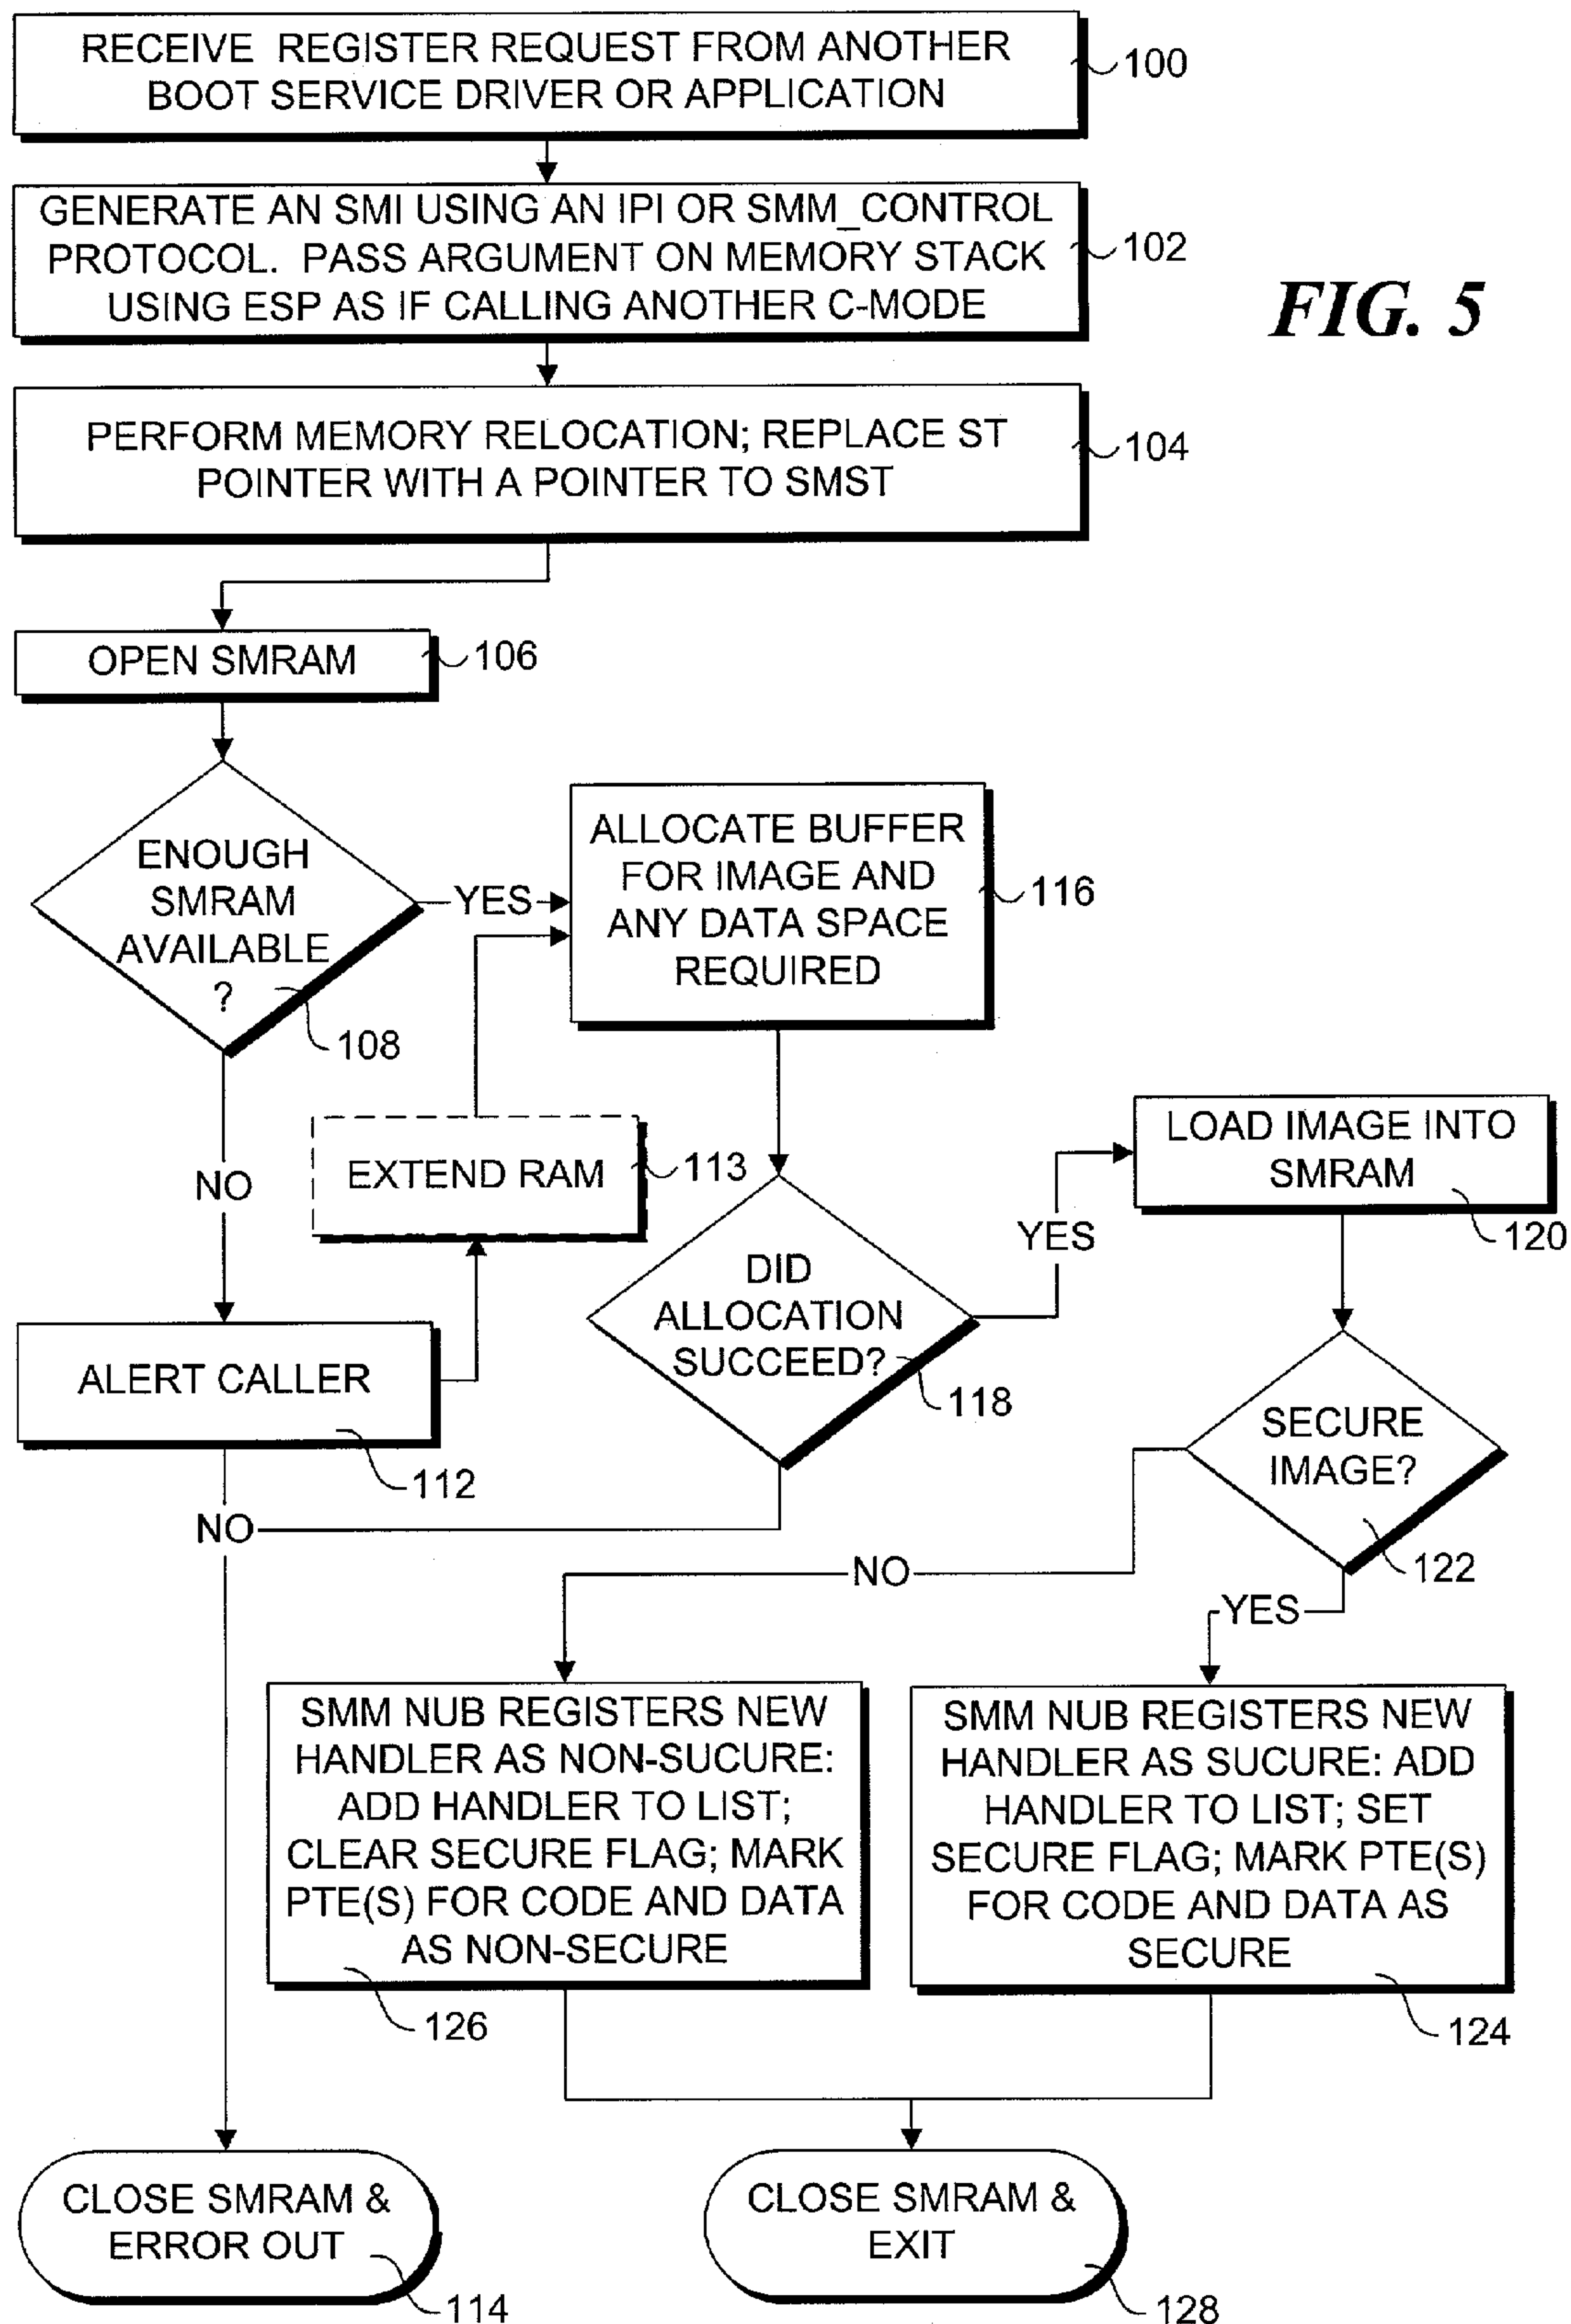 RECEIVE REGISTER REQUEST FROM ANOTHER
BOOT SERVICE DRIVER OR APPLICATION
100
GENERATE AN SMI USING AN IPI OR SMM_CONTROL
PROTOCOL. PASS ARGUMENT ON MEMORY STACK
USING ESP AS IF CALLING ANOTHER C-MODE
102
FIG. 5
PERFORM MEMORY RELOCATION; REPLACE ST
POINTER WITH A POINTER TO SMST
104
OPEN SMRAM
106
ENOUGH
SMRAM
AVAILABLE
?
108
YES
ALLOCATE BUFFER
FOR IMAGE AND
ANY DATA SPACE
REQUIRED
116
NO
EXTEND RAM
113
LOAD IMAGE INTO
SMRAM
120
YES
DID
ALLOCATION
SUCCEED?
118
ALERT CALLER
112
SECURE
IMAGE?
122
NO
NO
YES
SMM NUB REGISTERS NEW
HANDLER AS NON-SUCURE:
ADD HANDLER TO LIST;
CLEAR SECURE FLAG; MARK
PTE(S) FOR CODE AND DATA
AS NON-SECURE
126
SMM NUB REGISTERS NEW
HANDLER AS SUCURE: ADD
HANDLER TO LIST; SET
SECURE FLAG; MARK PTE(S)
FOR CODE AND DATA AS
SECURE
124
CLOSE SMRAM &
ERROR OUT
114
CLOSE SMRAM &
EXIT
128